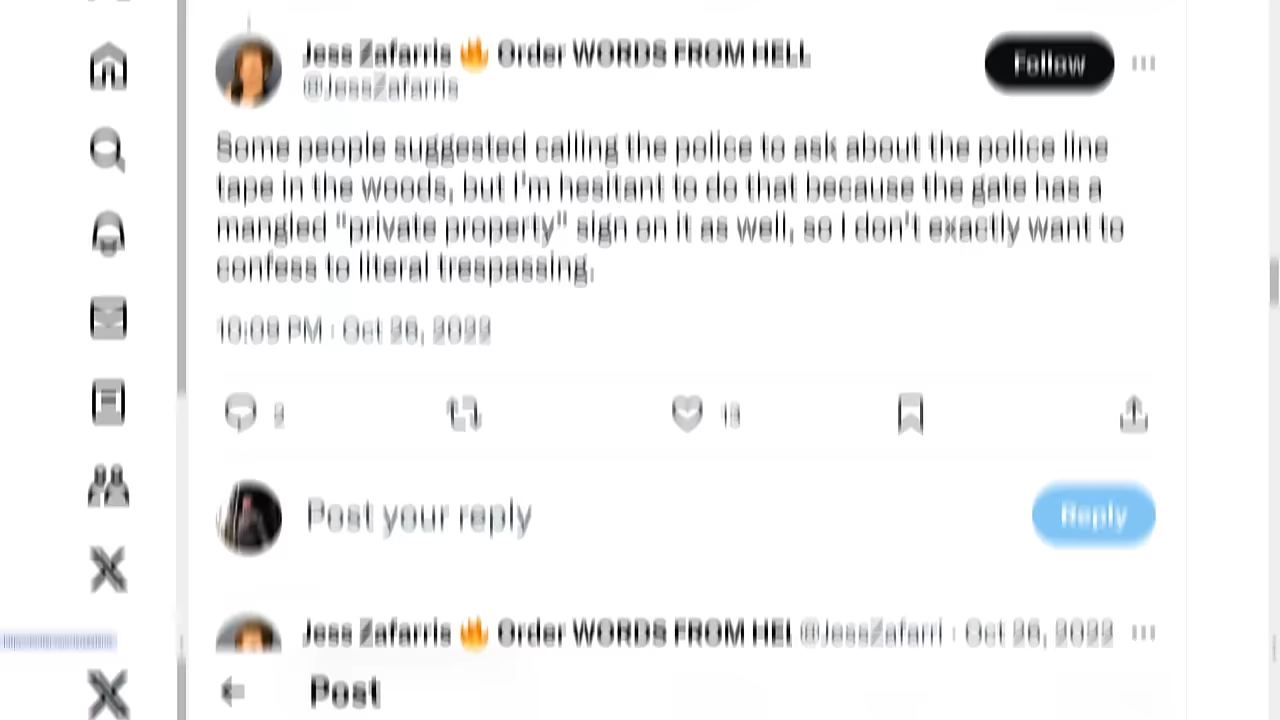 Jess Zafarris 🔥 Order WORDS FROM HELL
@JessZafarris
Follow
Some people suggested calling the police to ask about the police line
tape in the woods, but I'm hesitant to do that because the gate has a
mangled "private property" sign on it as well, so I don't exactly want to
confess to literal trespassing.
10:09 PM · Oct 26, 2022
Post your reply
Reply
Jess Zafarris 🔥 Order WORDS FROM HEL @JessZafarri · Oct 26, 2022
Post